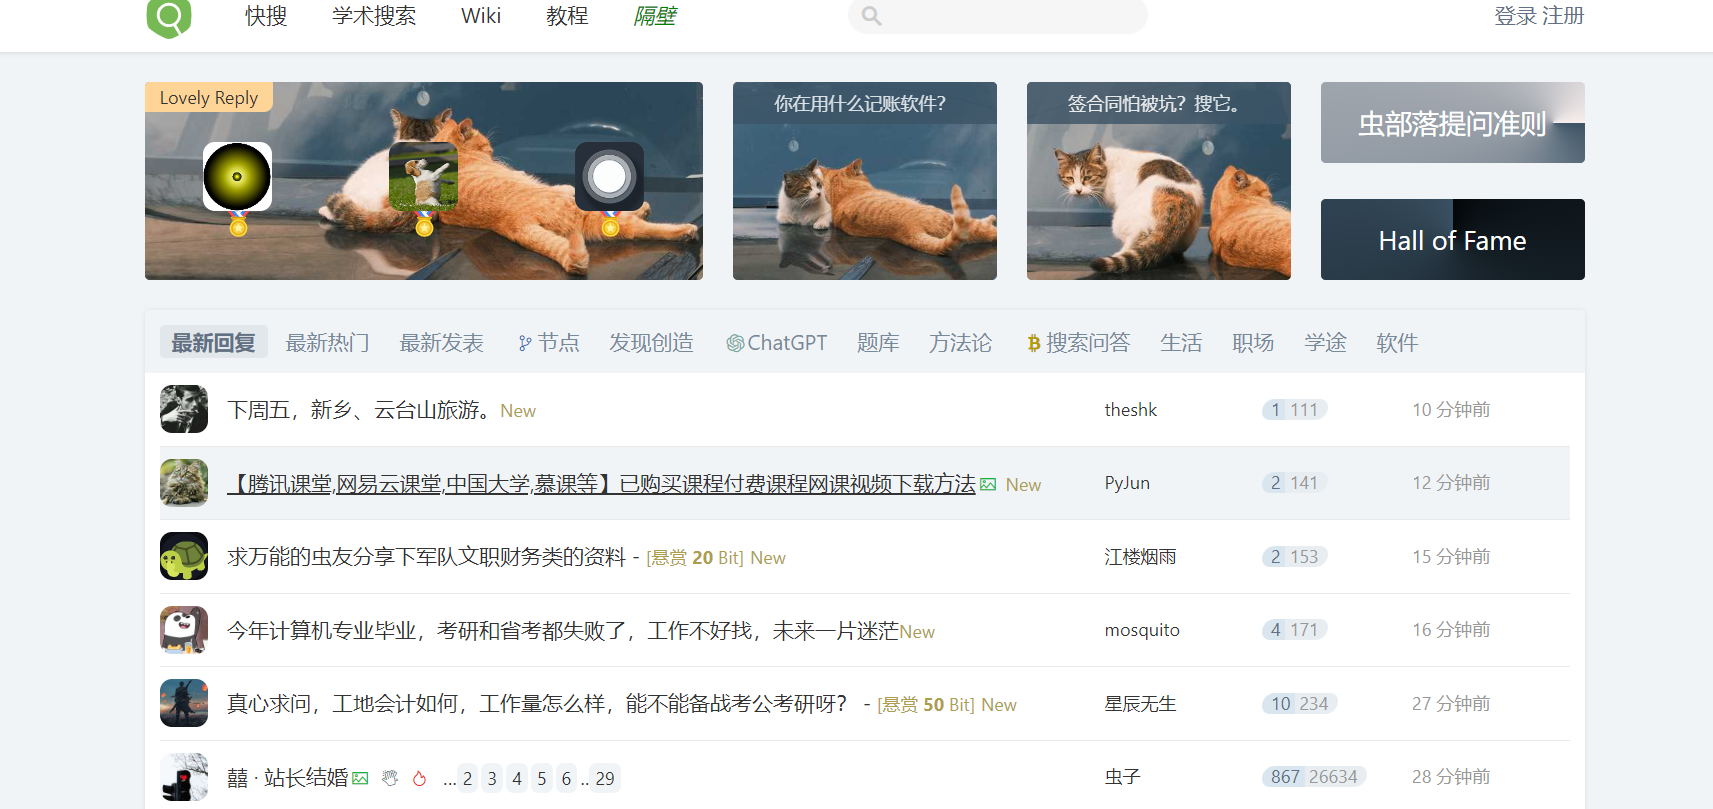 快搜 学术搜索 Wiki 教程 隔壁 登录 注册
Lovely Reply
你在用什么记账软件？
签合同怕被坑？搜它。
虫部落提问准则
Hall of Fame
最新回复 最新热门 最新发表 节点 发现创造 ChatGPT 题库 方法论 搜索问答 生活 职场 学途 软件
下周五，新乡、云台山旅游。New theshk 1 111 10 分钟前
【腾讯课堂,网易云课堂,中国大学,慕课等】已购买课程付费课程网课视频下载方法 New PyJun 2 141 12 分钟前
求万能的虫友分享下军队文职财务类的资料 - [悬赏 20 Bit] New 江楼烟雨 2 153 15 分钟前
今年计算机专业毕业，考研和省考都失败了，工作不好找，未来一片迷茫New mosquito 4 171 16 分钟前
真心求问，工地会计如何，工作量怎么样，能不能备战考公考研呀？ - [悬赏 50 Bit] New 星辰无生 10 234 27 分钟前
囍 · 站长结婚 ...2 3 4 5 6 ..29 虫子 867 26634 28 分钟前